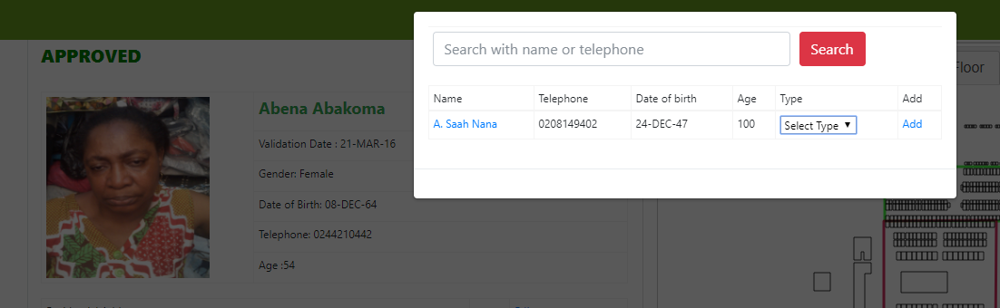 APPROVED
Abena Abakoma
Validation Date : 21-MAR-16
Gender: Female
Date of Birth: 08-DEC-64
Telephone: 0244210442
Age :54
Search with name or telephone
Search
Name Telephone Date of birth Age Type Add
A. Saah Nana 0208149402 24-DEC-47 100 Select Type Add
Floor